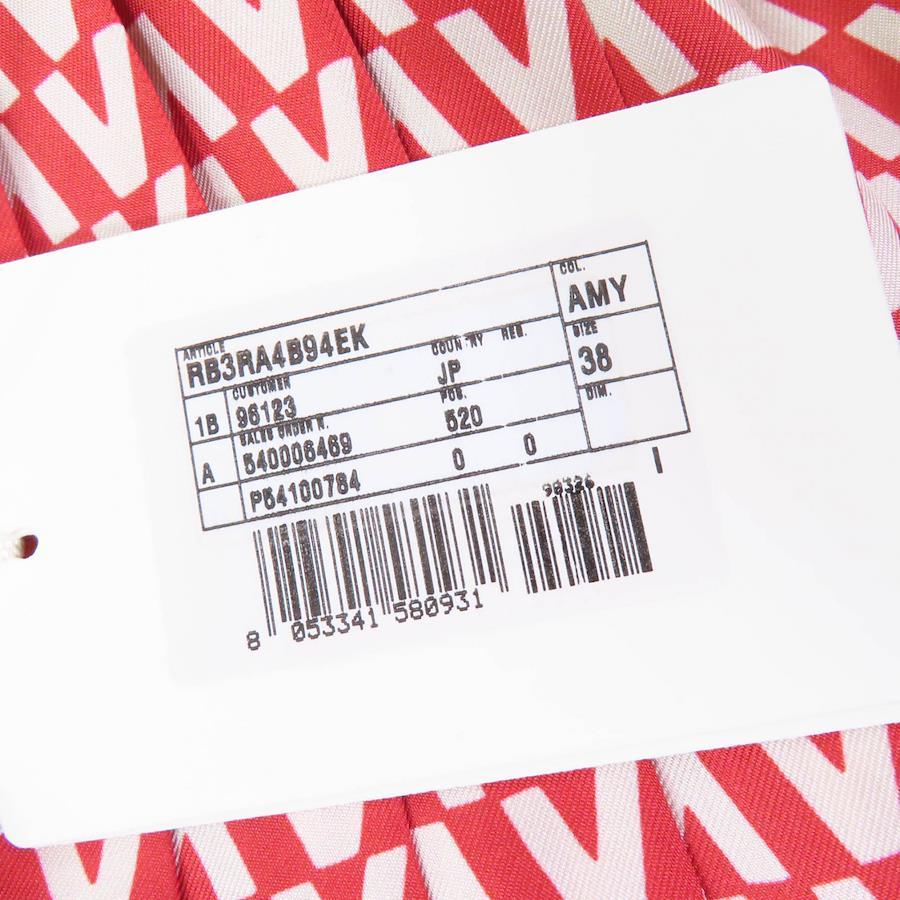 ARTICLE
RB3RA4B94EK
COL.
AMY
1B
CUSTOMER
96123
COUNTRY
REG.
JP
SIZE
38
A
SALES ORDER N.
540006469
POS.
520
DIM.
P54100784
0
0
I
90326
8 053341 580931